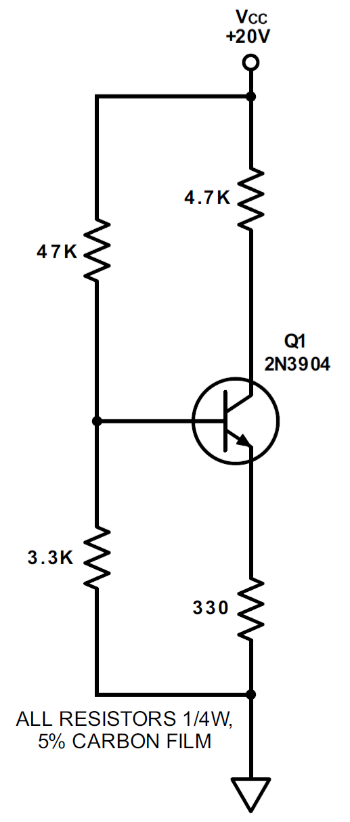 VCC
+20V
4.7K
47K
Q1
2N3904
3.3K
330
ALL RESISTORS 1/4W,
5% CARBON FILM